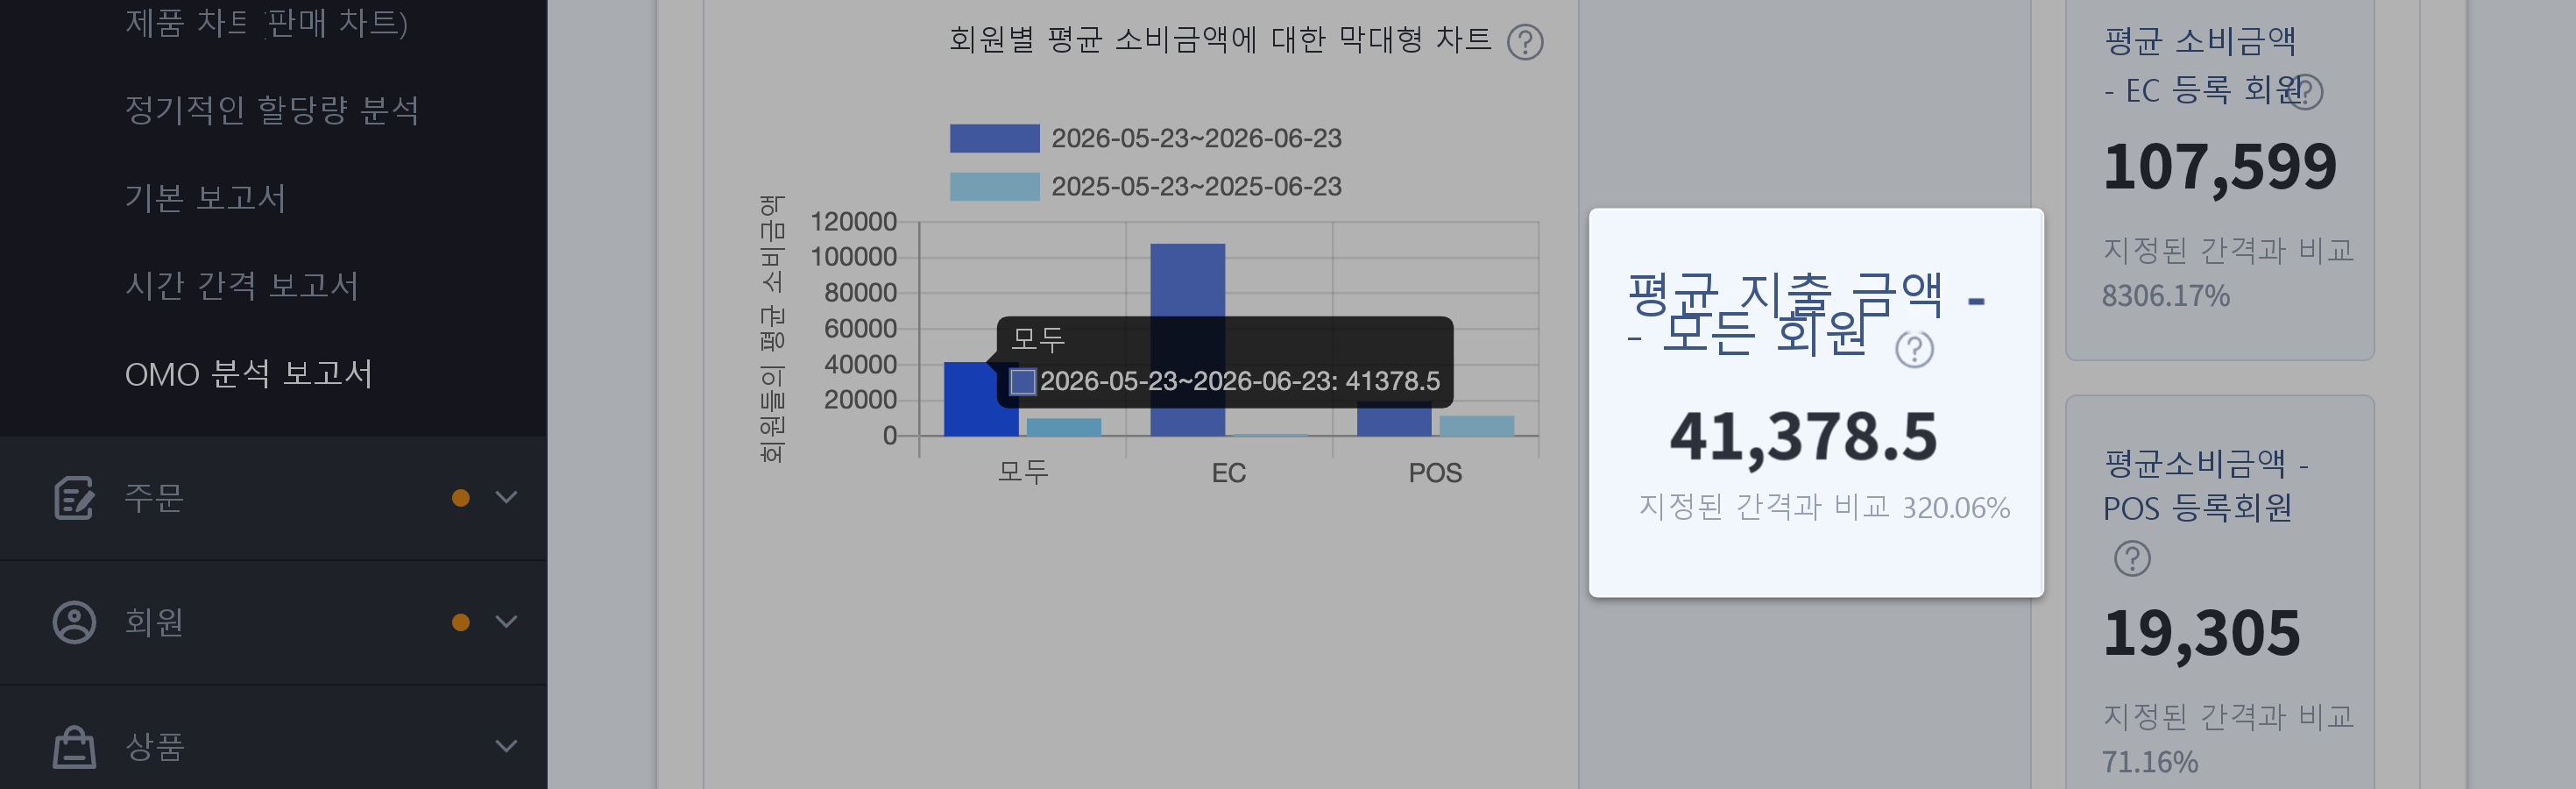 제품 차트 (판매 차트)
정기적인 할당량 분석
기본 보고서
시간 간격 보고서
OMO 분석 보고서
주문
회원
상품
회원별 평균 소비금액에 대한 막대형 차트
2026-05-23~2026-06-23
2025-05-23~2025-06-23
회원들의 평균 소비금액
120000
100000
80000
60000
40000
20000
0
모두
2026-05-23~2026-06-23: 41378.5
모두
EC
POS
평균 지출 금액 -
- 모든 회원
41,378.5
지정된 간격과 비교 320.06%
평균 소비금액
- EC 등록 회원
107,599
지정된 간격과 비교
8306.17%
평균소비금액 -
POS 등록회원
19,305
지정된 간격과 비교
71.16%